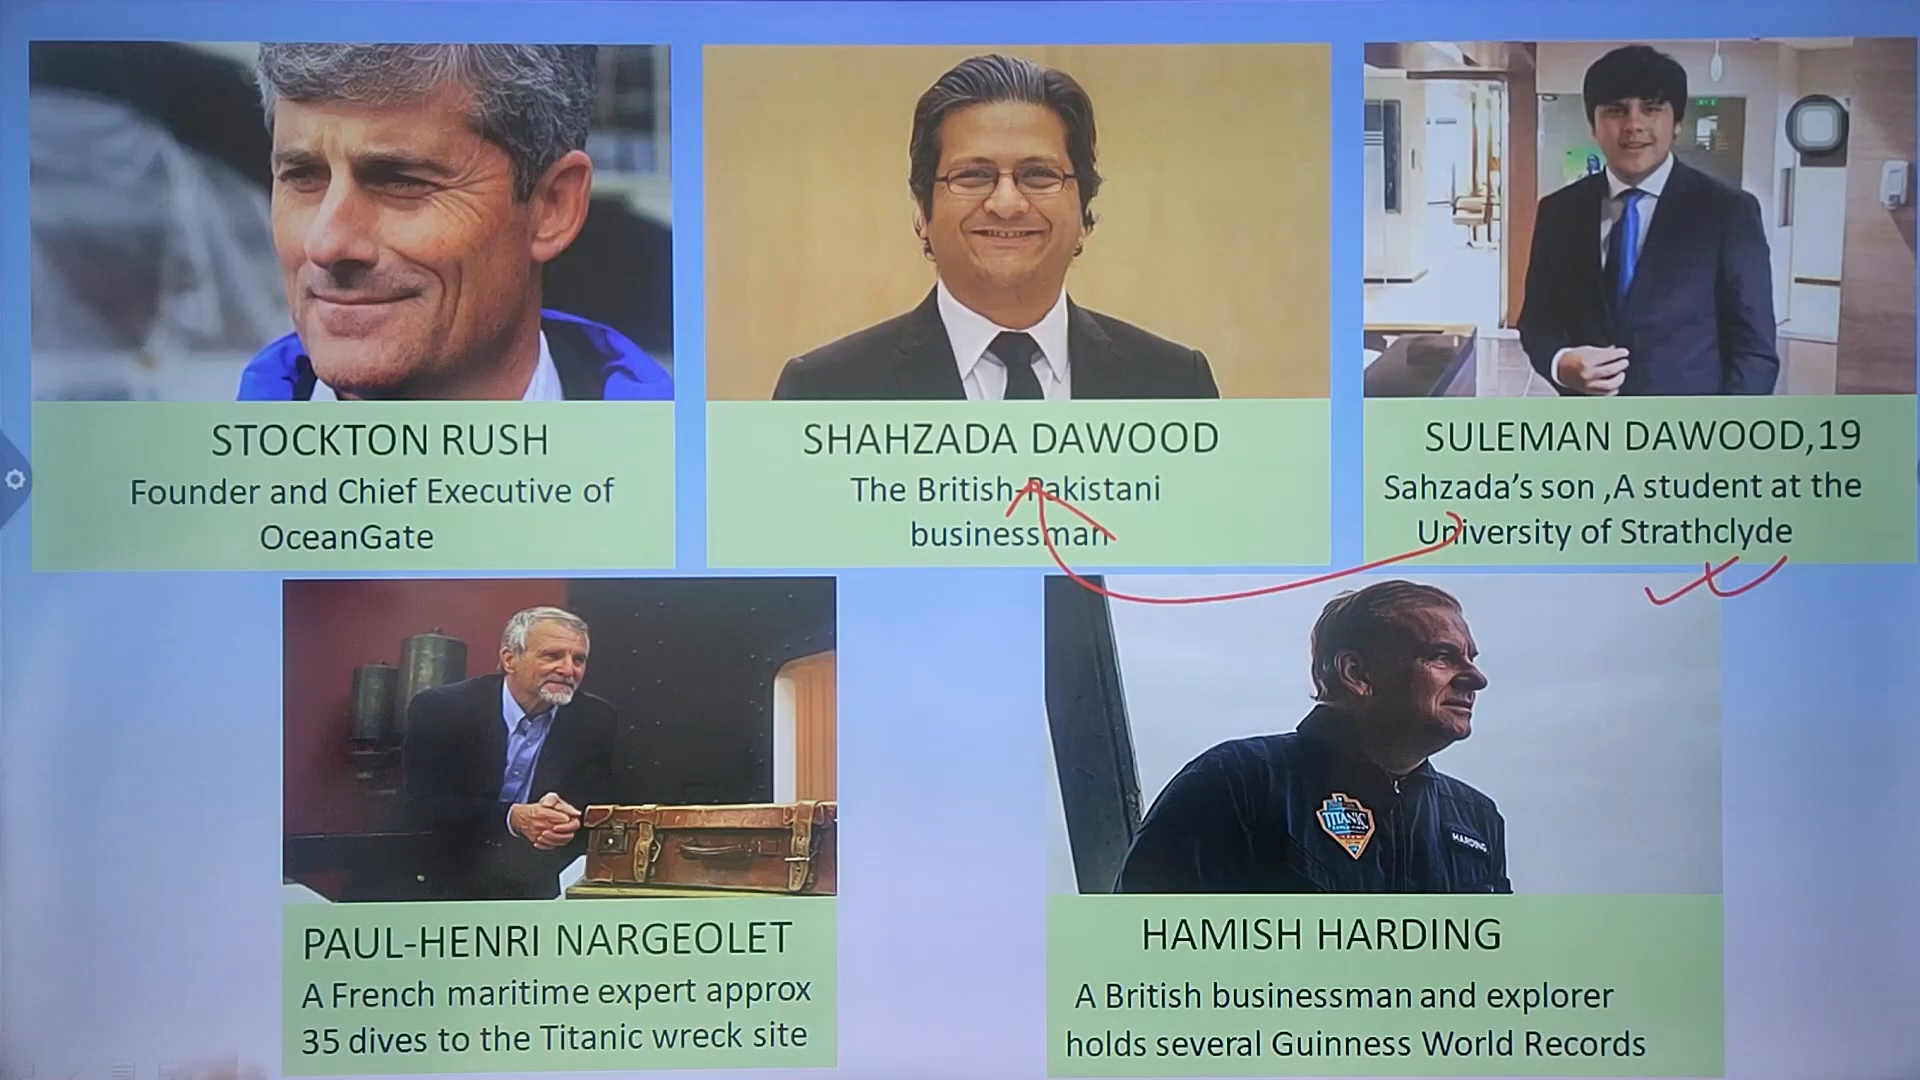 STOCKTON RUSH
Founder and Chief Executive of
OceanGate
SHAHZADA DAWOOD
The British-Pakistani
businessman
SULEMAN DAWOOD,19
Sahzada's son ,A student at the
University of Strathclyde
TITANIC
HARDING
PAUL-HENRI NARGEOLET
A French maritime expert approx
35 dives to the Titanic wreck site
HAMISH HARDING
A British businessman and explorer
holds several Guinness World Records